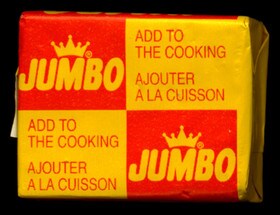 JUMBO®
ADD TO
THE COOKING
AJOUTER
A LA CUISSON
ADD TO
THE COOKING
AJOUTER
A LA CUISSON
JUMBO®